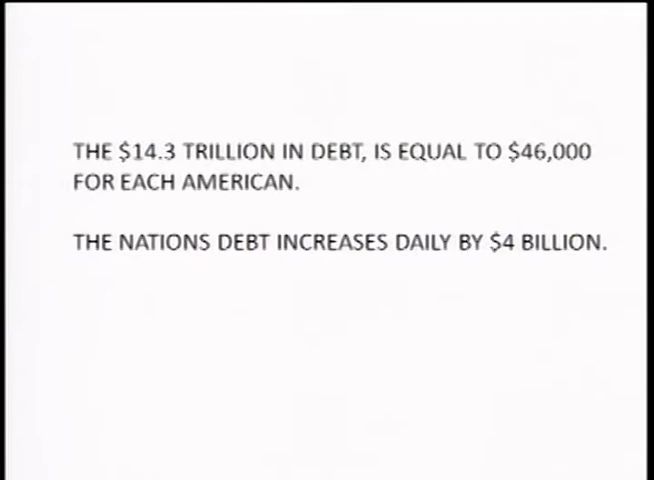 THE $14.3 TRILLION IN DEBT, IS EQUAL TO $46,000
FOR EACH AMERICAN.
THE NATIONS DEBT INCREASES DAILY BY $4 BILLION.